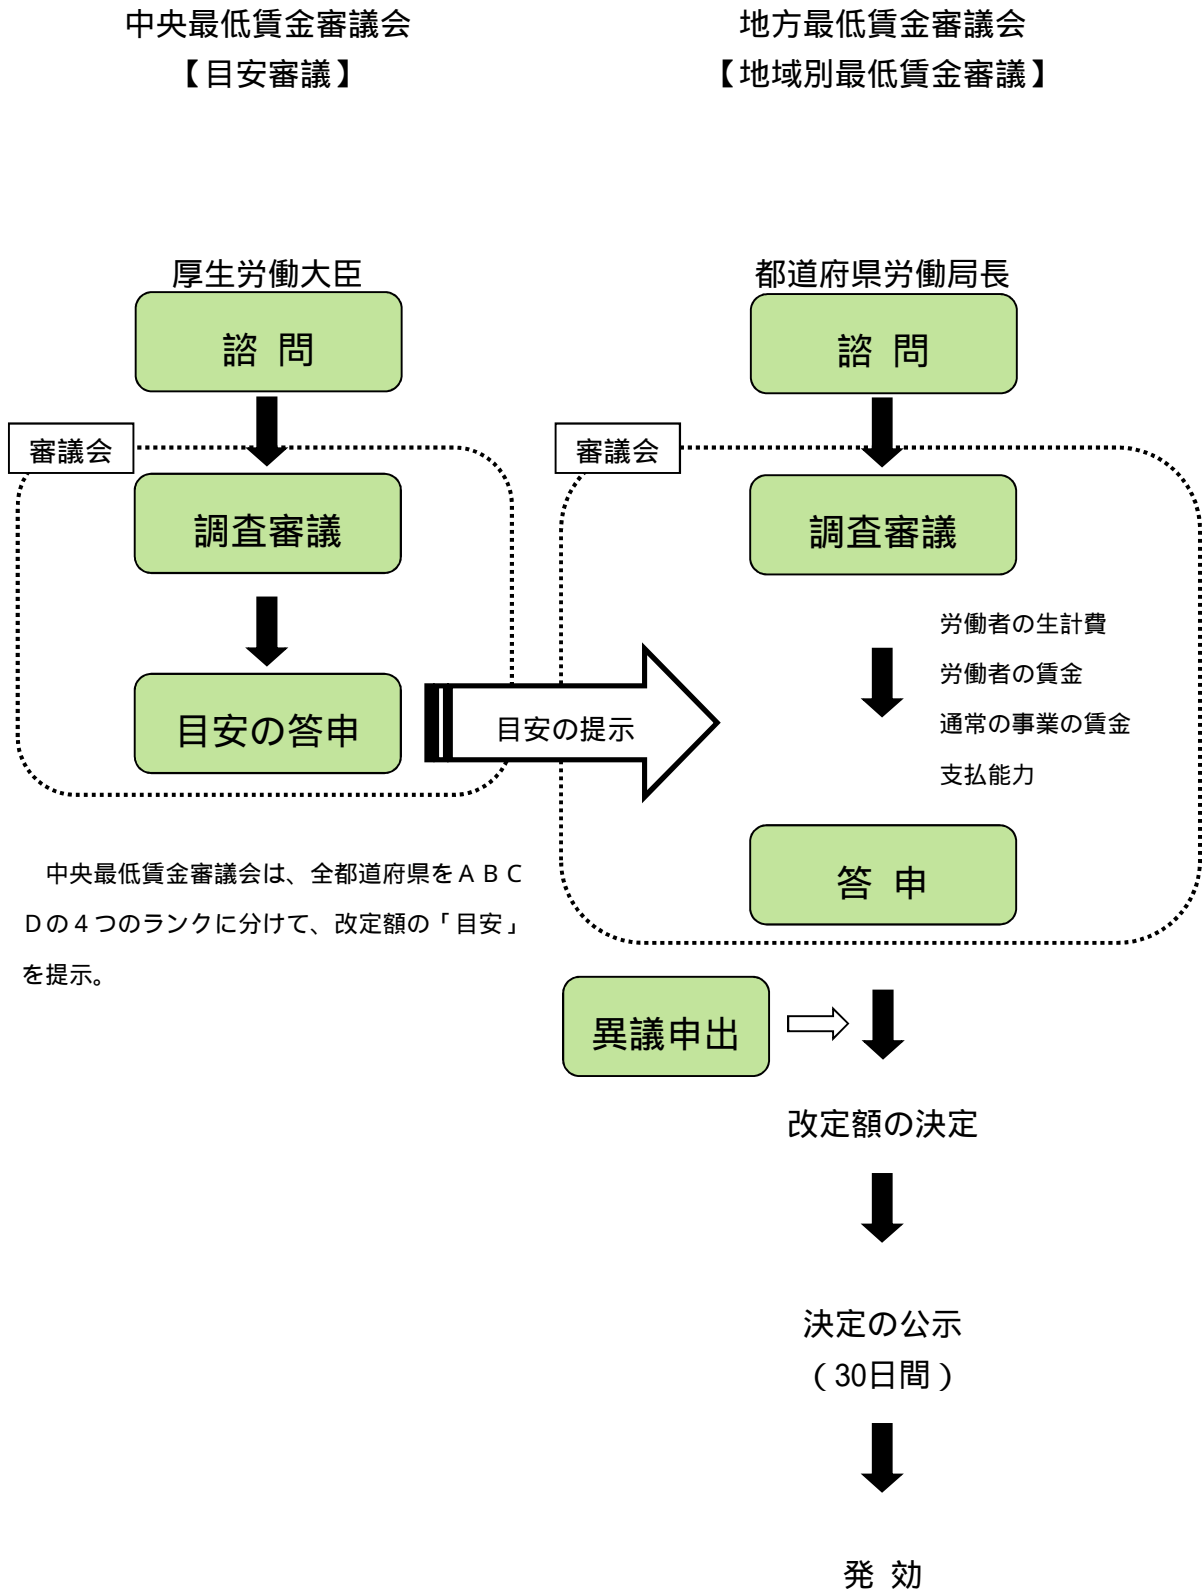 中央最低賃金審議会
【目安審議】
厚生労働大臣
諮 問
審議会
調査審議
目安の答申
目安の提示
中央最低賃金審議会は、全都道府県をＡＢＣ
Ｄの４つのランクに分けて、改定額の「目安」
を提示。
地方最低賃金審議会
【地域別最低賃金審議】
都道府県労働局長
諮 問
審議会
調査審議
労働者の生計費
労働者の賃金
通常の事業の賃金
支払能力
答 申
異議申出
改定額の決定
決定の公示
（30日間）
発 効